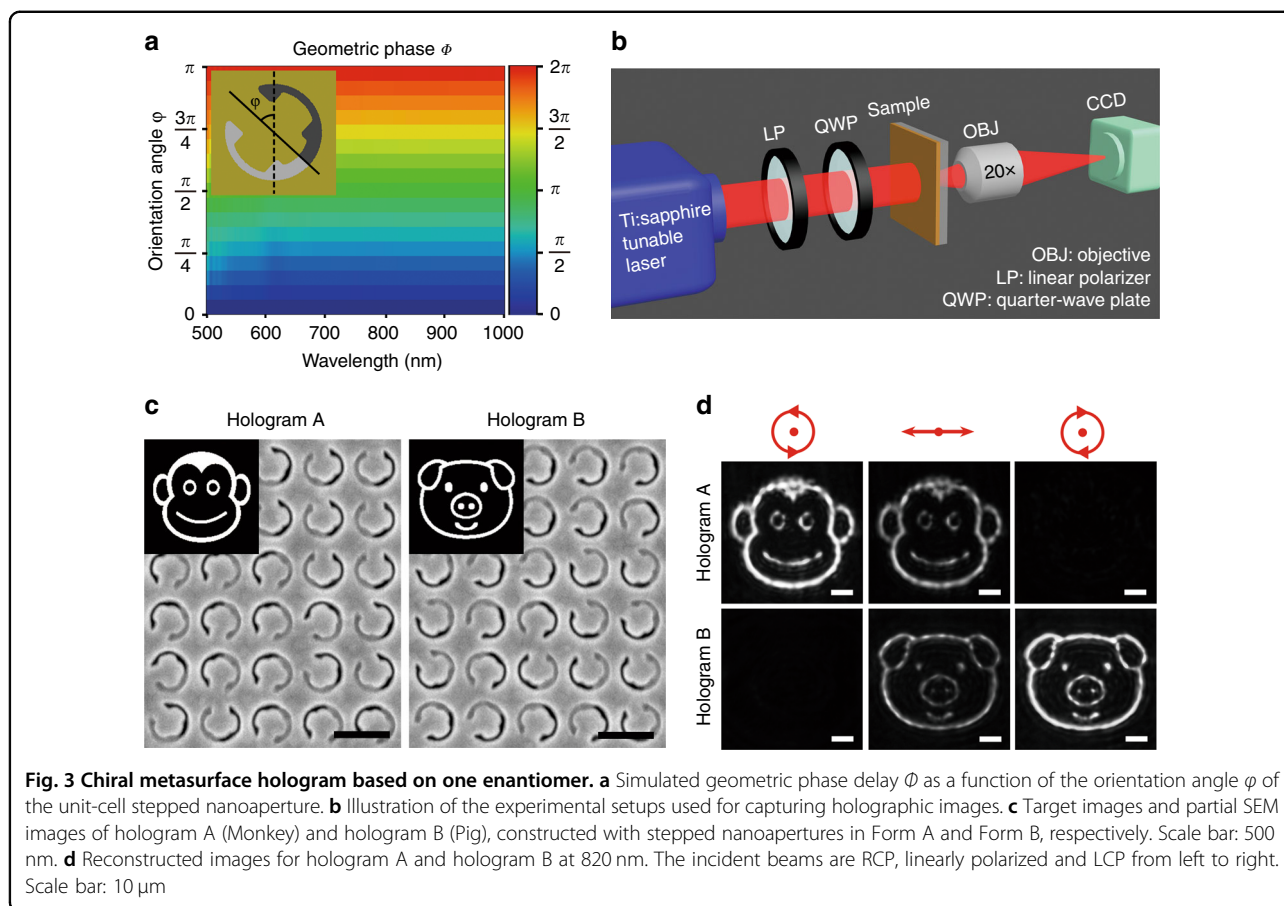 a
Geometric phase Φ
Orientation angle φ
π
3π/4
π/2
π/4
0
φ
500 600 700 800 900 1000
Wavelength (nm)
2π
3π/2
π
π/2
0
b
LP
QWP
Sample
OBJ
20×
CCD
Ti:sapphire
tunable
laser
OBJ: objective
LP: linear polarizer
QWP: quarter-wave plate
c
Hologram A
Hologram B
d
Hologram A
Hologram B
Fig. 3 Chiral metasurface hologram based on one enantiomer. a Simulated geometric phase delay Φ as a function of the orientation angle φ of
the unit-cell stepped nanoaperture. b Illustration of the experimental setups used for capturing holographic images. c Target images and partial SEM
images of hologram A (Monkey) and hologram B (Pig), constructed with stepped nanoapertures in Form A and Form B, respectively. Scale bar: 500
nm. d Reconstructed images for hologram A and hologram B at 820 nm. The incident beams are RCP, linearly polarized and LCP from left to right.
Scale bar: 10 μm